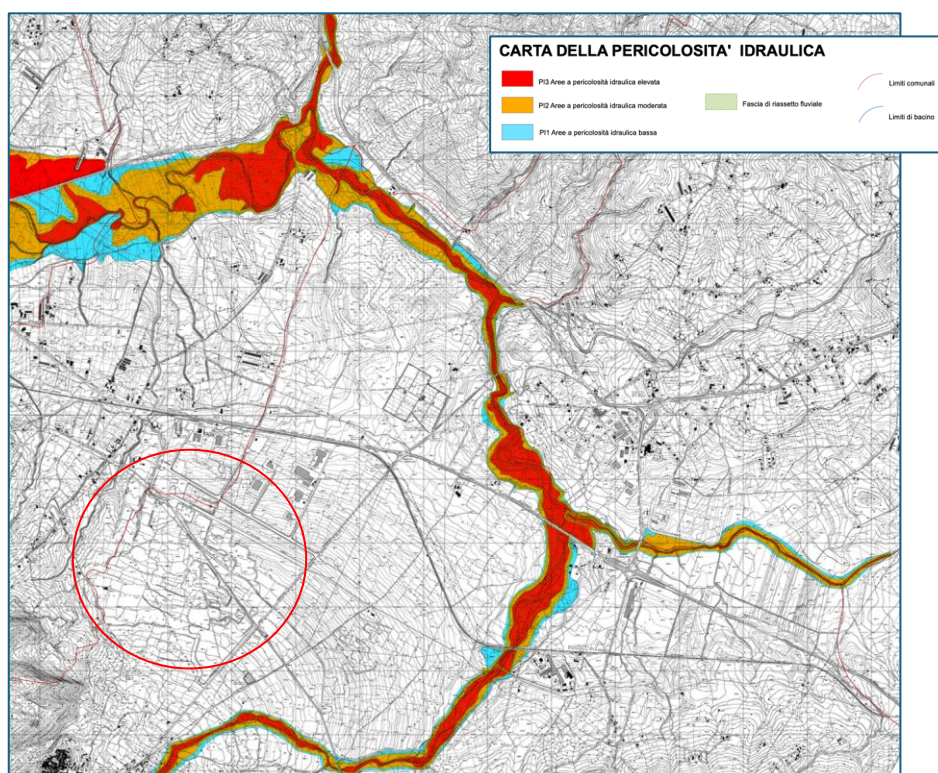 CARTA DELLA PERICOLOSITA' IDRAULICA
PI3 Aree a pericolosità idraulica elevata
PI2 Aree a pericolosità idraulica moderata
PI1 Aree a pericolosità idraulica bassa
Fascia di riassetto fluviale
Limiti comunali
Limiti di bacino